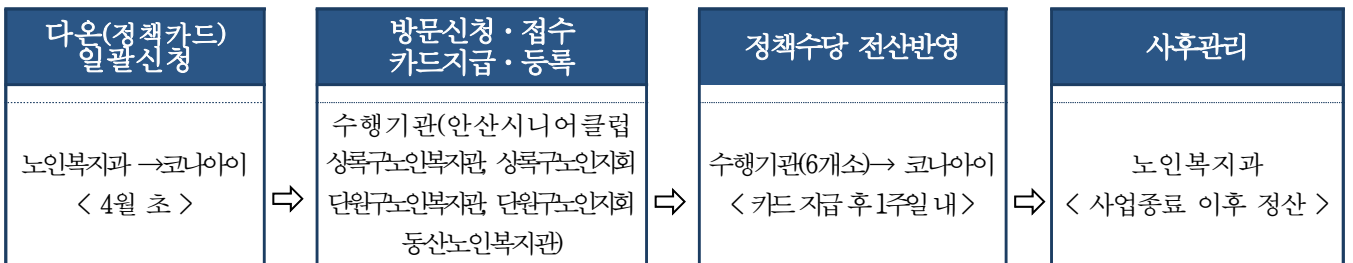 다온(정책카드)
일괄신청
노인복지과 →코나아이
< 4월 초 >
⇨
방문신청・접수
카드지급・등록
수행기관(안산시니어클럽
상록구노인복지관, 상록구노인지회
단원구노인복지관, 단원구노인지회
동산노인복지관)
⇨
정책수당 전산반영
수행기관(6개소)→ 코나아이
< 카드 지급 후 1주일 내 >
⇨
사후관리
노인복지과
< 사업종료 이후 정산 >